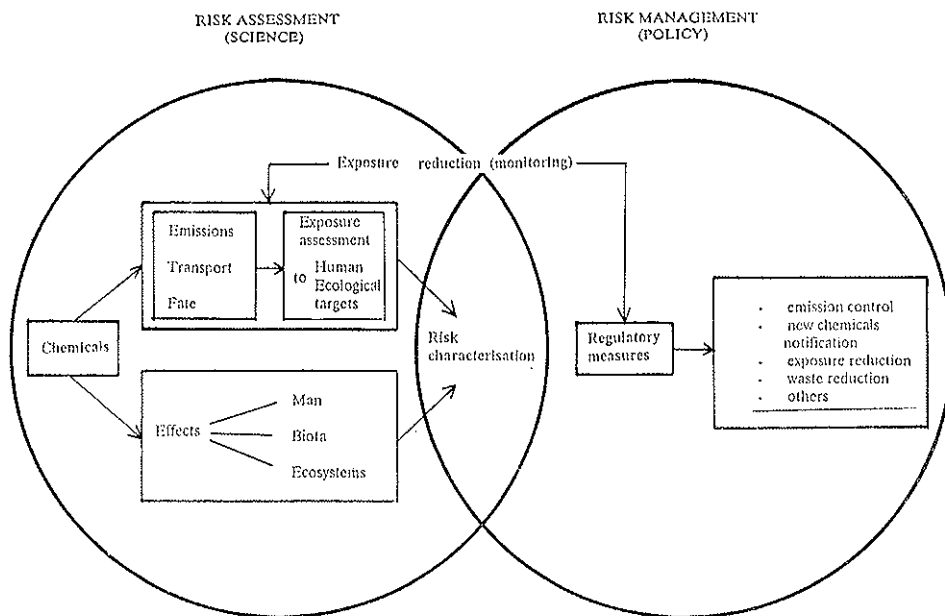 RISK ASSESSMENT
(SCIENCE)
RISK MANAGEMENT
(POLICY)
Exposure reduction (monitoring)
Emissions
Transport
Fate
Exposure
assessment
to Human
Ecological
targets
Chemicals
Risk
characterisation
Regulatory
measures
· emission control
· new chemicals
notification
· exposure reduction
· waste reduction
· others
Effects
Man
Biota
Ecosystems